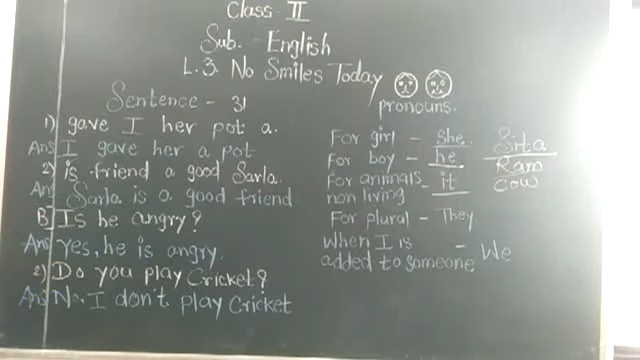 Class - II
Sub. - English
L.3. No Smiles Today
Sentence - 31
1) gave I her pot a.
Ans I gave her a pot
2) is friend a good Sarla.
Ans Sarla is a good friend
B] Is he angry?
Ans Yes, he is angry.
2) Do you play Cricket?
Ans No. I don't play Cricket
pronouns.
For girl - she. Sita
For boy - he Ram
For animals - it cow
non living
For plural - They
When I is
added to someone - We